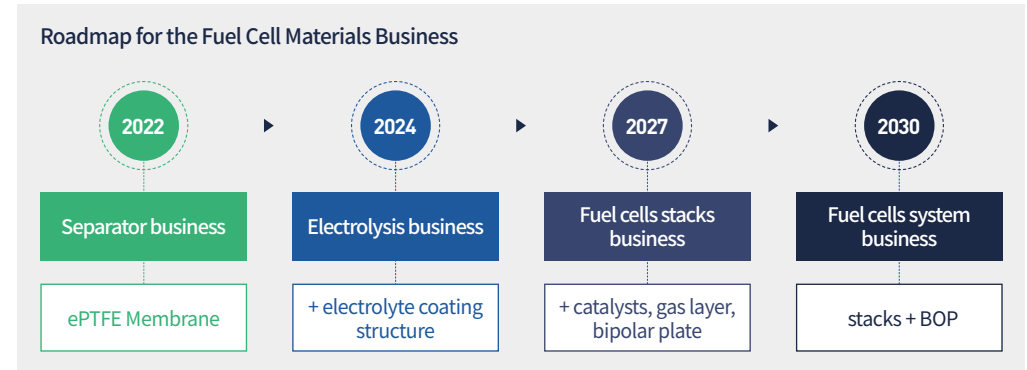 Roadmap for the Fuel Cell Materials Business
2022
2024
2027
2030
Separator business
Electrolysis business
Fuel cells stacks
business
Fuel cells system
business
ePTFE Membrane
+ electrolyte coating
structure
+ catalysts, gas layer,
bipolar plate
stacks + BOP